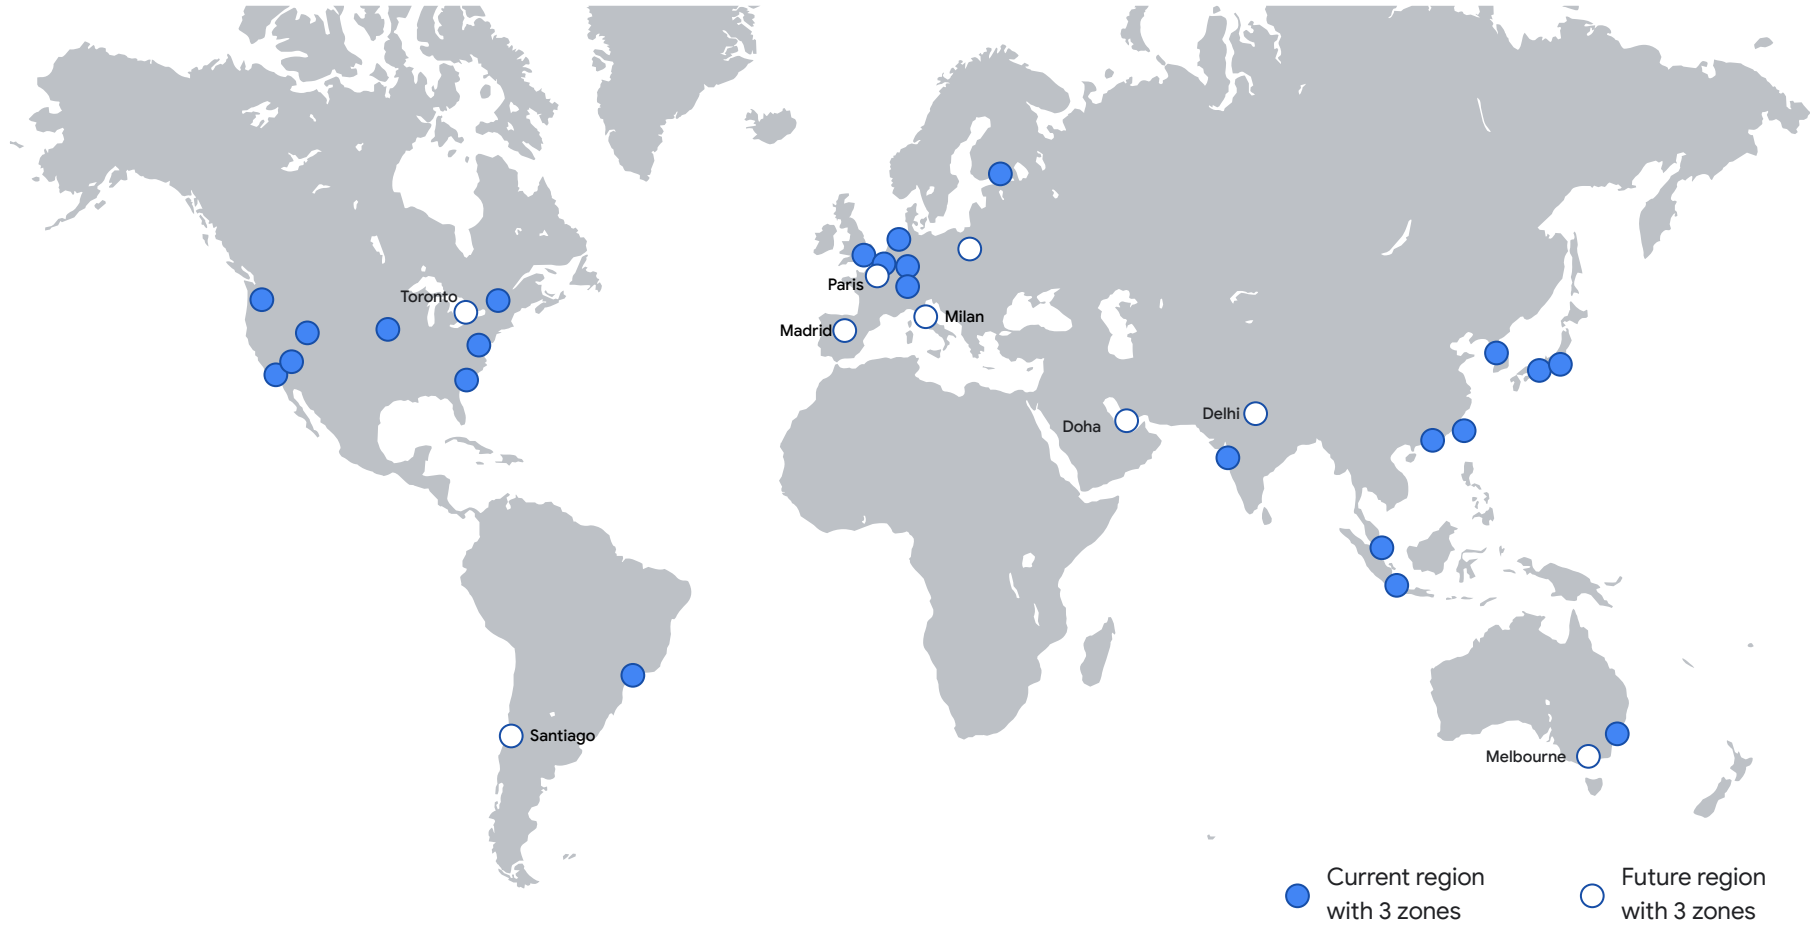 Toronto
Paris
Milan
Madrid
Delhi
Doha
Santiago
Melbourne
Current region
with 3 zones
Future region
with 3 zones